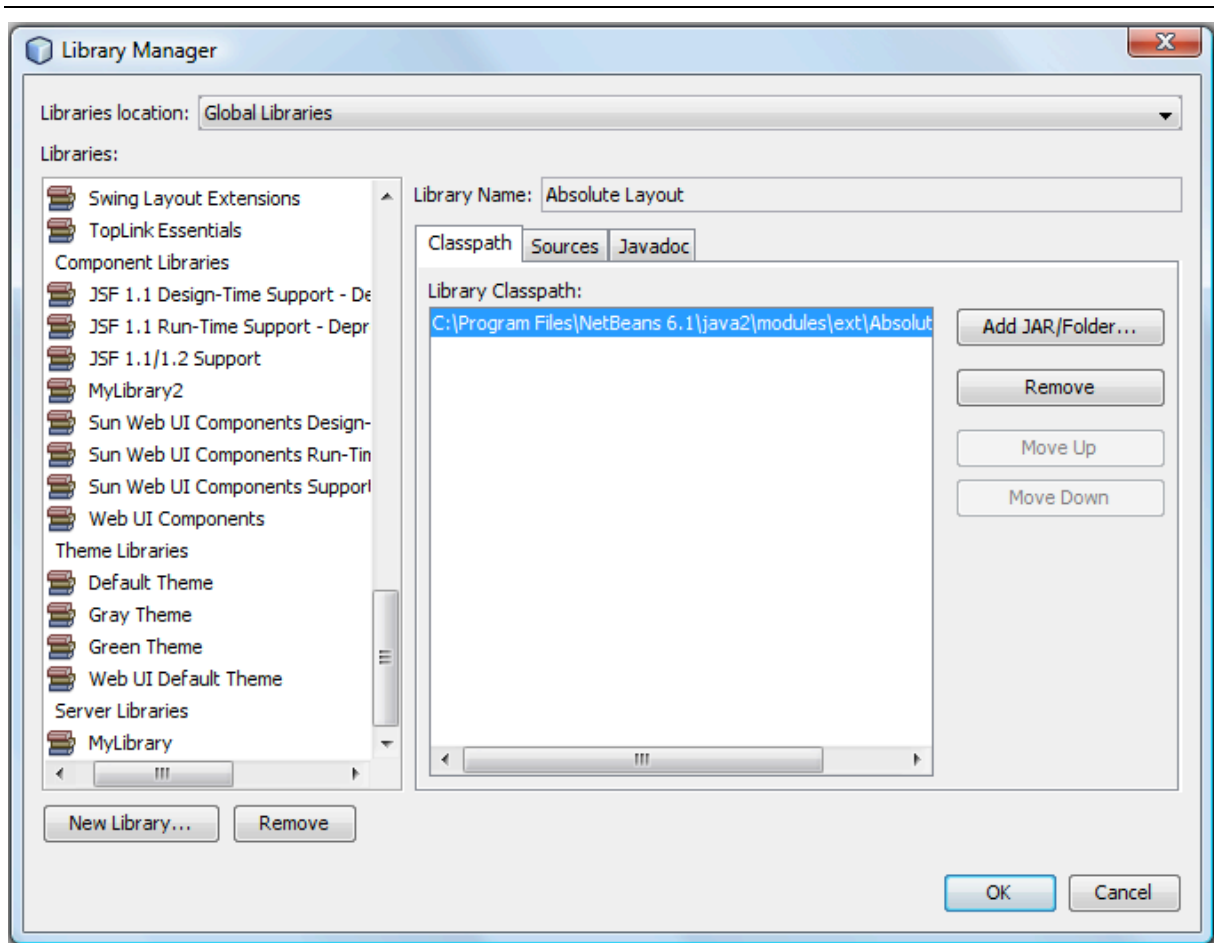 Library Manager
Libraries location: Global Libraries
Libraries:
Swing Layout Extensions
TopLink Essentials
Component Libraries
JSF 1.1 Design-Time Support - De
JSF 1.1 Run-Time Support - Depr
JSF 1.1/1.2 Support
MyLibrary2
Sun Web UI Components Design-
Sun Web UI Components Run-Tim
Sun Web UI Components Support
Web UI Components
Theme Libraries
Default Theme
Gray Theme
Green Theme
Web UI Default Theme
Server Libraries
MyLibrary
New Library...
Remove
Library Name: Absolute Layout
Classpath Sources Javadoc
Library Classpath:
C:\Program Files\NetBeans 6.1\java2\modules\ext\Absolut
Add JAR/Folder...
Remove
Move Up
Move Down
OK Cancel